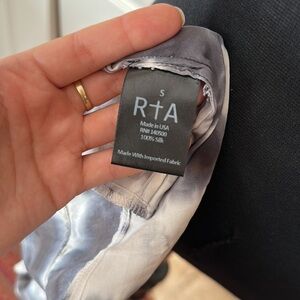 S
R†A
Made in USA
RN# 140500
100% Silk
Made With Imported Fabric